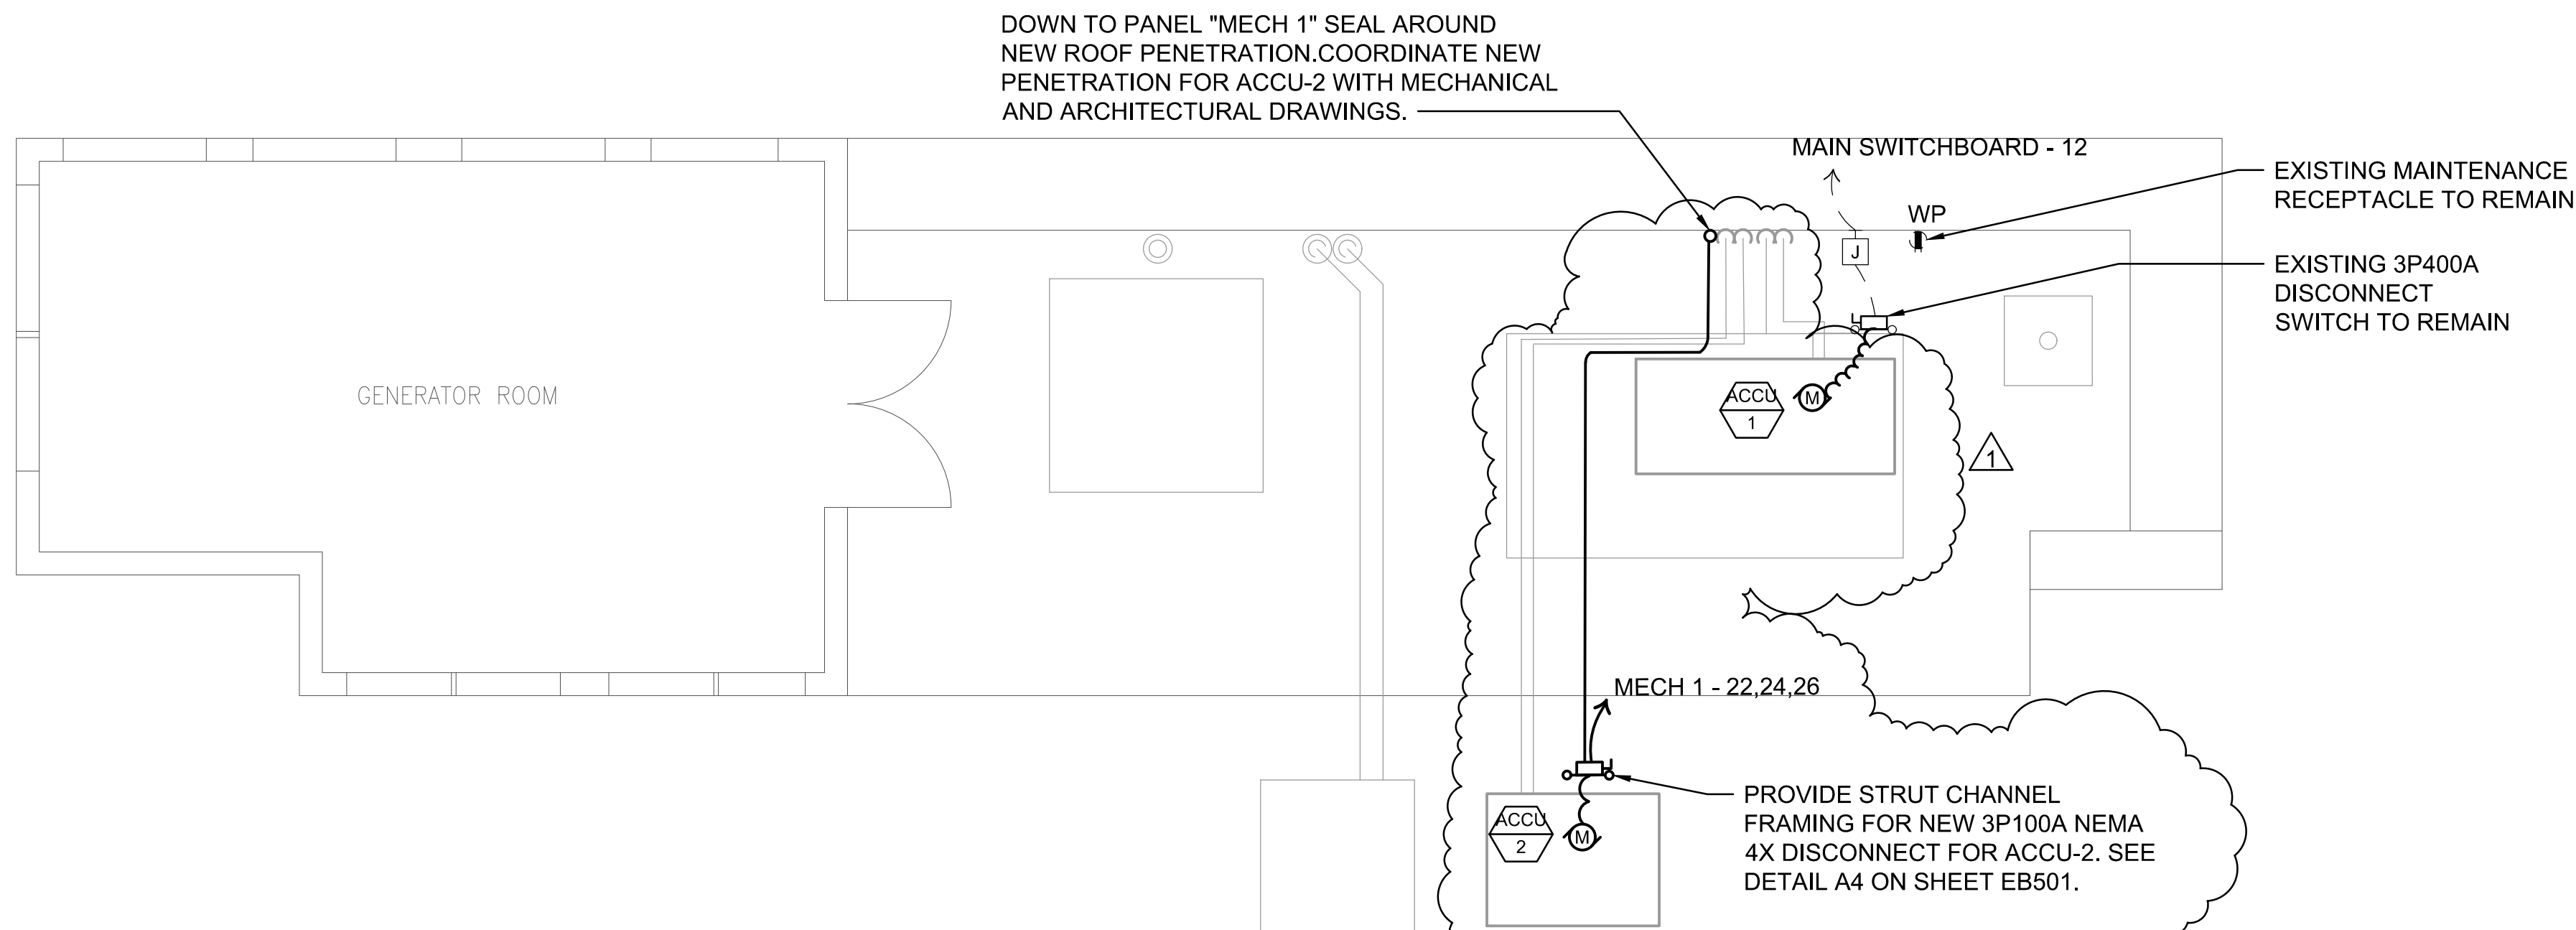 DOWN TO PANEL "MECH 1" SEAL AROUND
NEW ROOF PENETRATION.COORDINATE NEW
PENETRATION FOR ACCU-2 WITH MECHANICAL
AND ARCHITECTURAL DRAWINGS.
MAIN SWITCHBOARD - 12
EXISTING MAINTENANCE
RECEPTACLE TO REMAIN
WP
J
EXISTING 3P400A
DISCONNECT
SWITCH TO REMAIN
GENERATOR ROOM
ACCU
1
M
1
MECH 1 - 22,24,26
PROVIDE STRUT CHANNEL
FRAMING FOR NEW 3P100A NEMA
4X DISCONNECT FOR ACCU-2. SEE
DETAIL A4 ON SHEET EB501.
ACCU
2
M